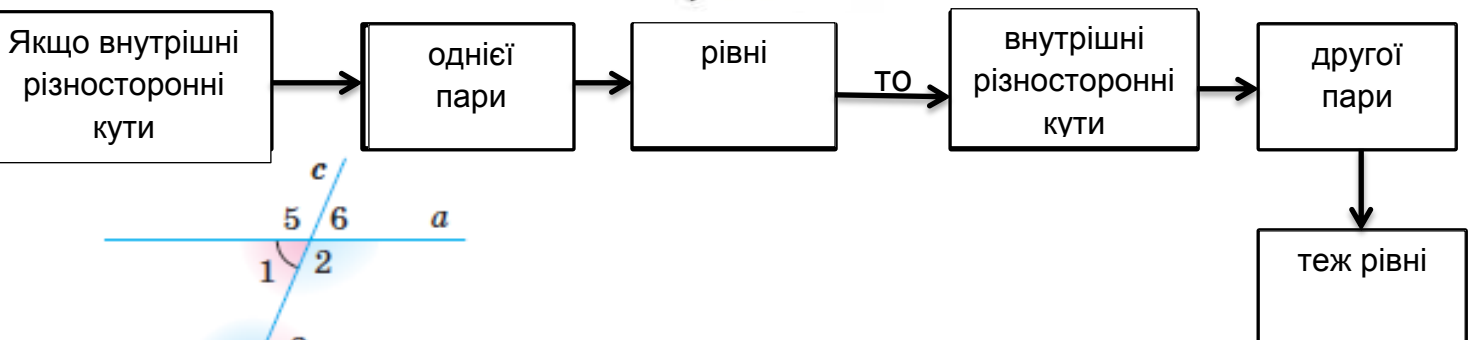 Якщо внутрішні
різносторонні
кути
однієї
пари
рівні
то
внутрішні
різносторонні
кути
другої
пари
теж рівні
c
5 6 a
1 2